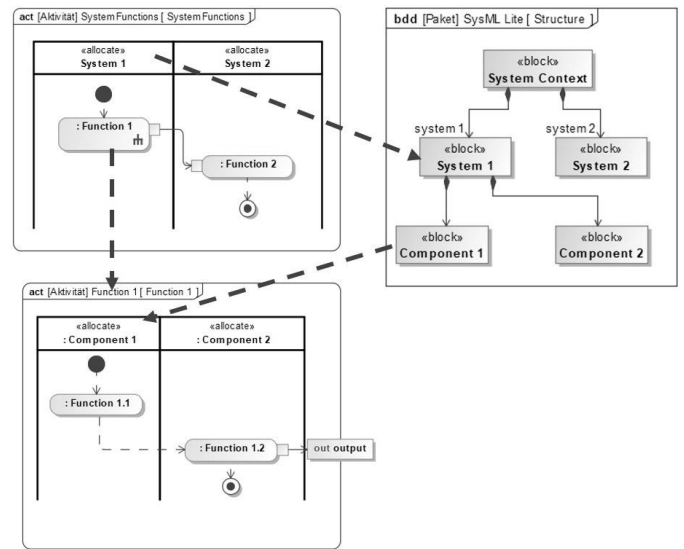 act [Aktivität] System Functions [ System Functions ]
«allocate»
System 1
«allocate»
System 2
: Function 1
: Function 2
bdd [Paket] SysML Lite [ Structure ]
«block»
System Context
system 1
system 2
«block»
System 1
«block»
System 2
«block»
Component 1
«block»
Component 2
act [Aktivität] Function 1 [ Function 1 ]
«allocate»
: Component 1
«allocate»
: Component 2
: Function 1.1
: Function 1.2
out output